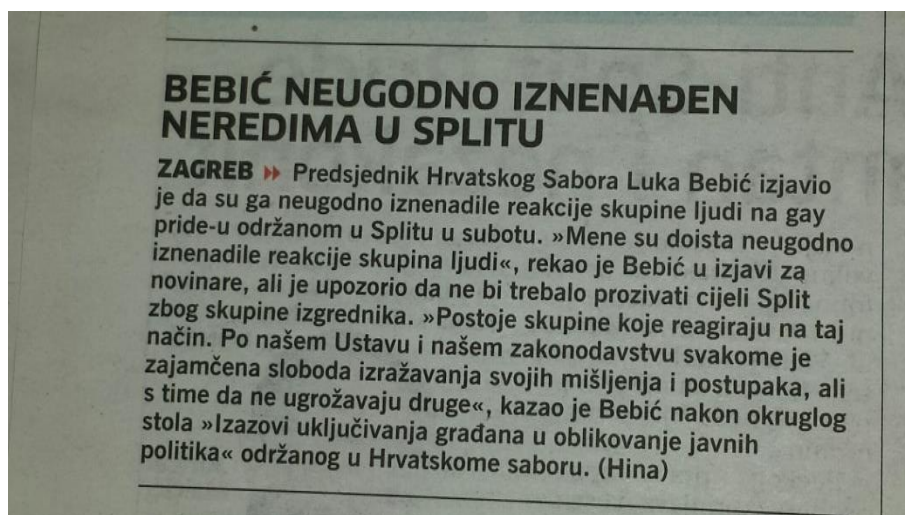 BEBIĆ NEUGODNO IZNENAĐEN
NEREDIMA U SPLITU
ZAGREB » Predsjednik Hrvatskog Sabora Luka Bebić izjavio
je da su ga neugodno iznenadile reakcije skupine ljudi na gay
pride-u održanom u Splitu u subotu. »Mene su doista neugodno
iznenadile reakcije skupina ljudi«, rekao je Bebić u izjavi za
novinare, ali je upozorio da ne bi trebalo prozivati cijeli Split
zbog skupine izgrednika. »Postoje skupine koje reagiraju na taj
način. Po našem Ustavu i našem zakonodavstvu svakome je
zajamčena sloboda izražavanja svojih mišljenja i postupaka, ali
s time da ne ugrožavaju druge«, kazao je Bebić nakon okruglog
stola »Izazovi uključivanja građana u oblikovanje javnih
politika« održanog u Hrvatskome saboru. (Hina)